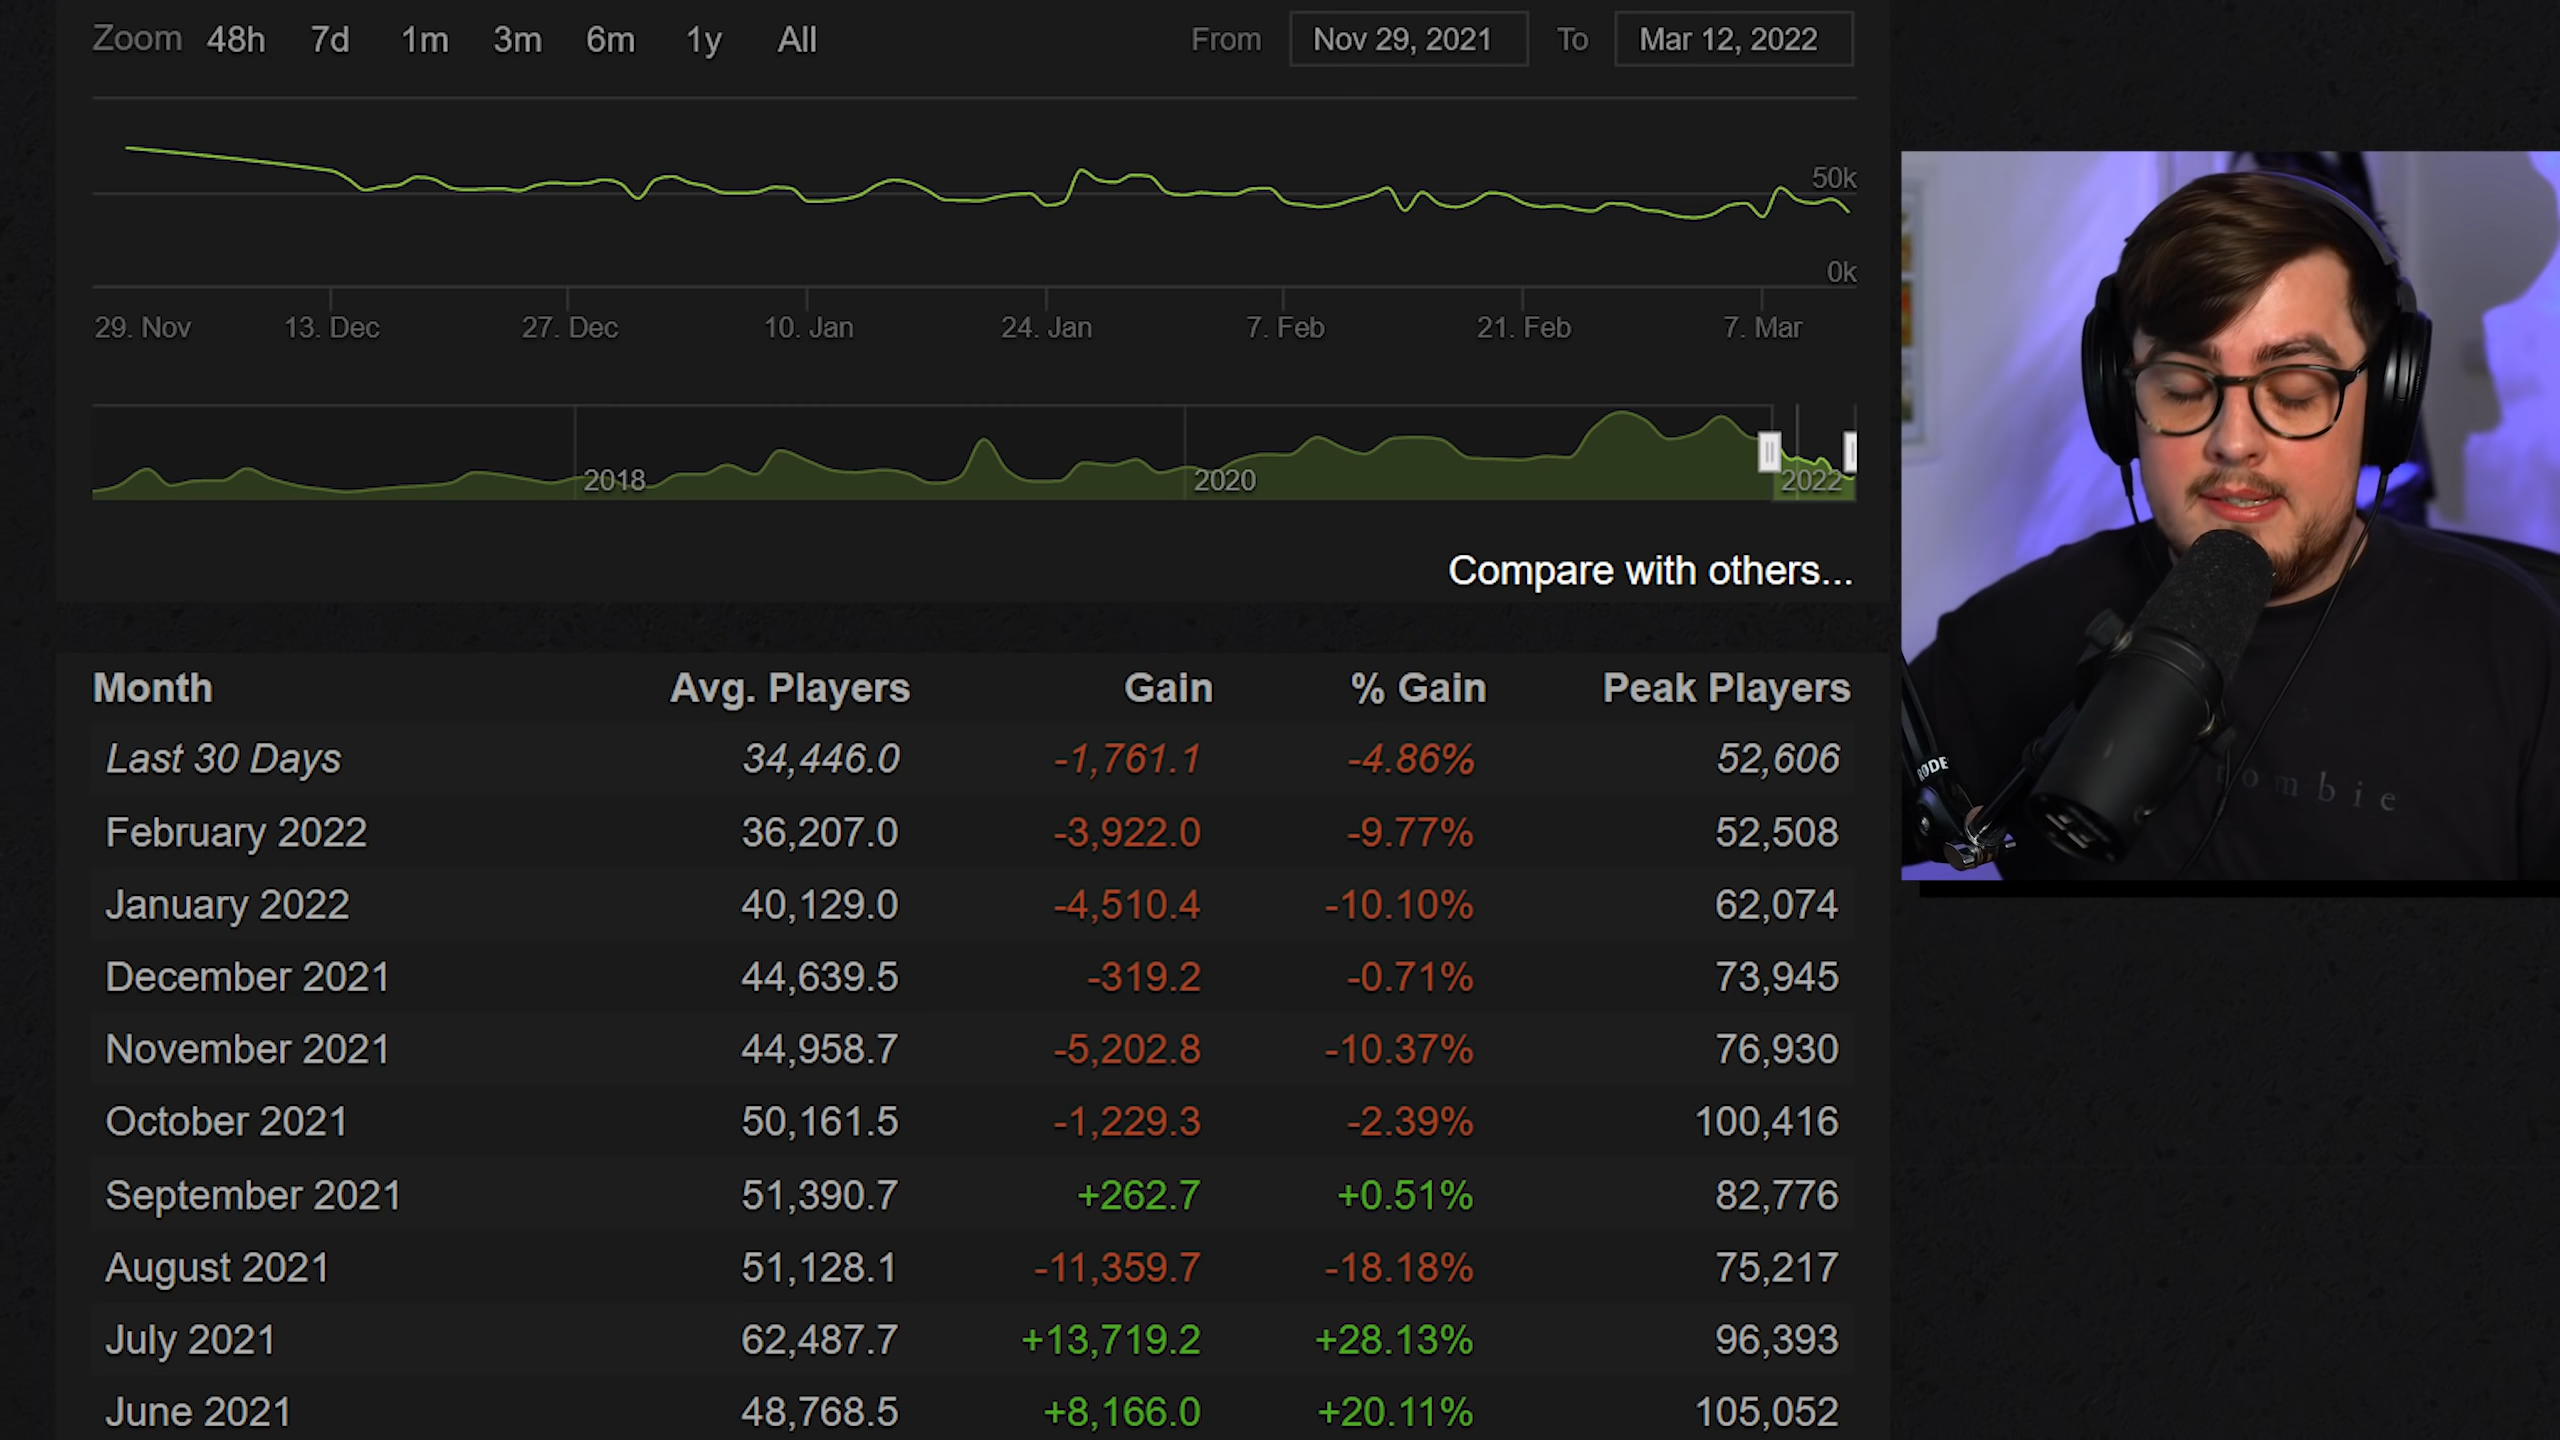 Zoom 48h 7d 1m 3m 6m 1y All From Nov 29, 2021 To Mar 12, 2022
50k
0k
29. Nov 13. Dec 27. Dec 10. Jan 24. Jan 7. Feb 21. Feb 7. Mar
2018 2020 2022
Compare with others...
Month Avg. Players Gain % Gain Peak Players
Last 30 Days 34,446.0 -1,761.1 -4.86% 52,606
February 2022 36,207.0 -3,922.0 -9.77% 52,508
January 2022 40,129.0 -4,510.4 -10.10% 62,074
December 2021 44,639.5 -319.2 -0.71% 73,945
November 2021 44,958.7 -5,202.8 -10.37% 76,930
October 2021 50,161.5 -1,229.3 -2.39% 100,416
September 2021 51,390.7 +262.7 +0.51% 82,776
August 2021 51,128.1 -11,359.7 -18.18% 75,217
July 2021 62,487.7 +13,719.2 +28.13% 96,393
June 2021 48,768.5 +8,166.0 +20.11% 105,052
RØDE